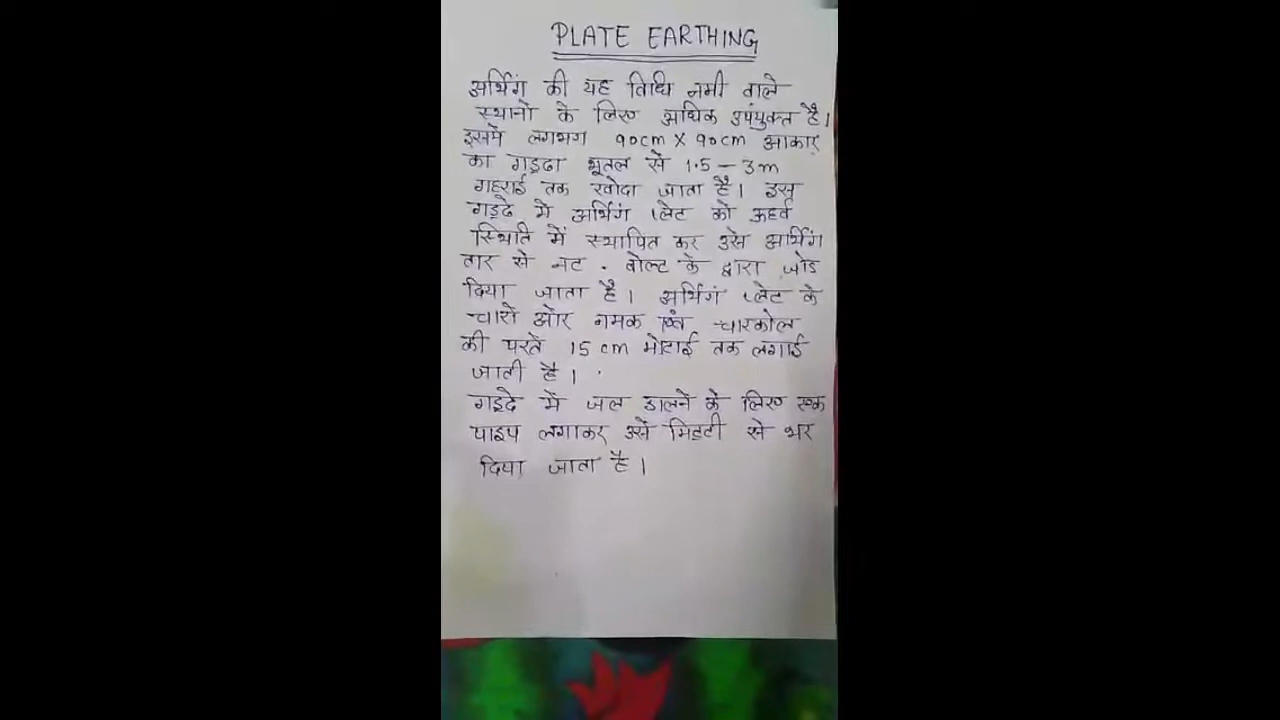 PLATE EARTHING
अर्थिंग की यह विधि नमी वाले
स्थानों के लिए अधिक उपयुक्त है।
इसमें लगभग 90cm X 90cm आकार
का गड्ढा भूतल से 1.5 - 3m
गहराई तक खोदा जाता है। इस
गड्ढे में अर्थिंग प्लेट को ऊर्ध्व
स्थिति में स्थापित कर उसे अर्थिंग
तार से नट - बोल्ट के द्वारा जोड
दिया जाता है। अर्थिंग प्लेट के
चारों ओर नमक एवं चारकोल
की परतें 15 cm मोटाई तक लगाई
जाती है।
गड्ढे में जल डालने के लिए एक
पाइप लगाकर उसे मिट्टी से भर
दिया जाता है।